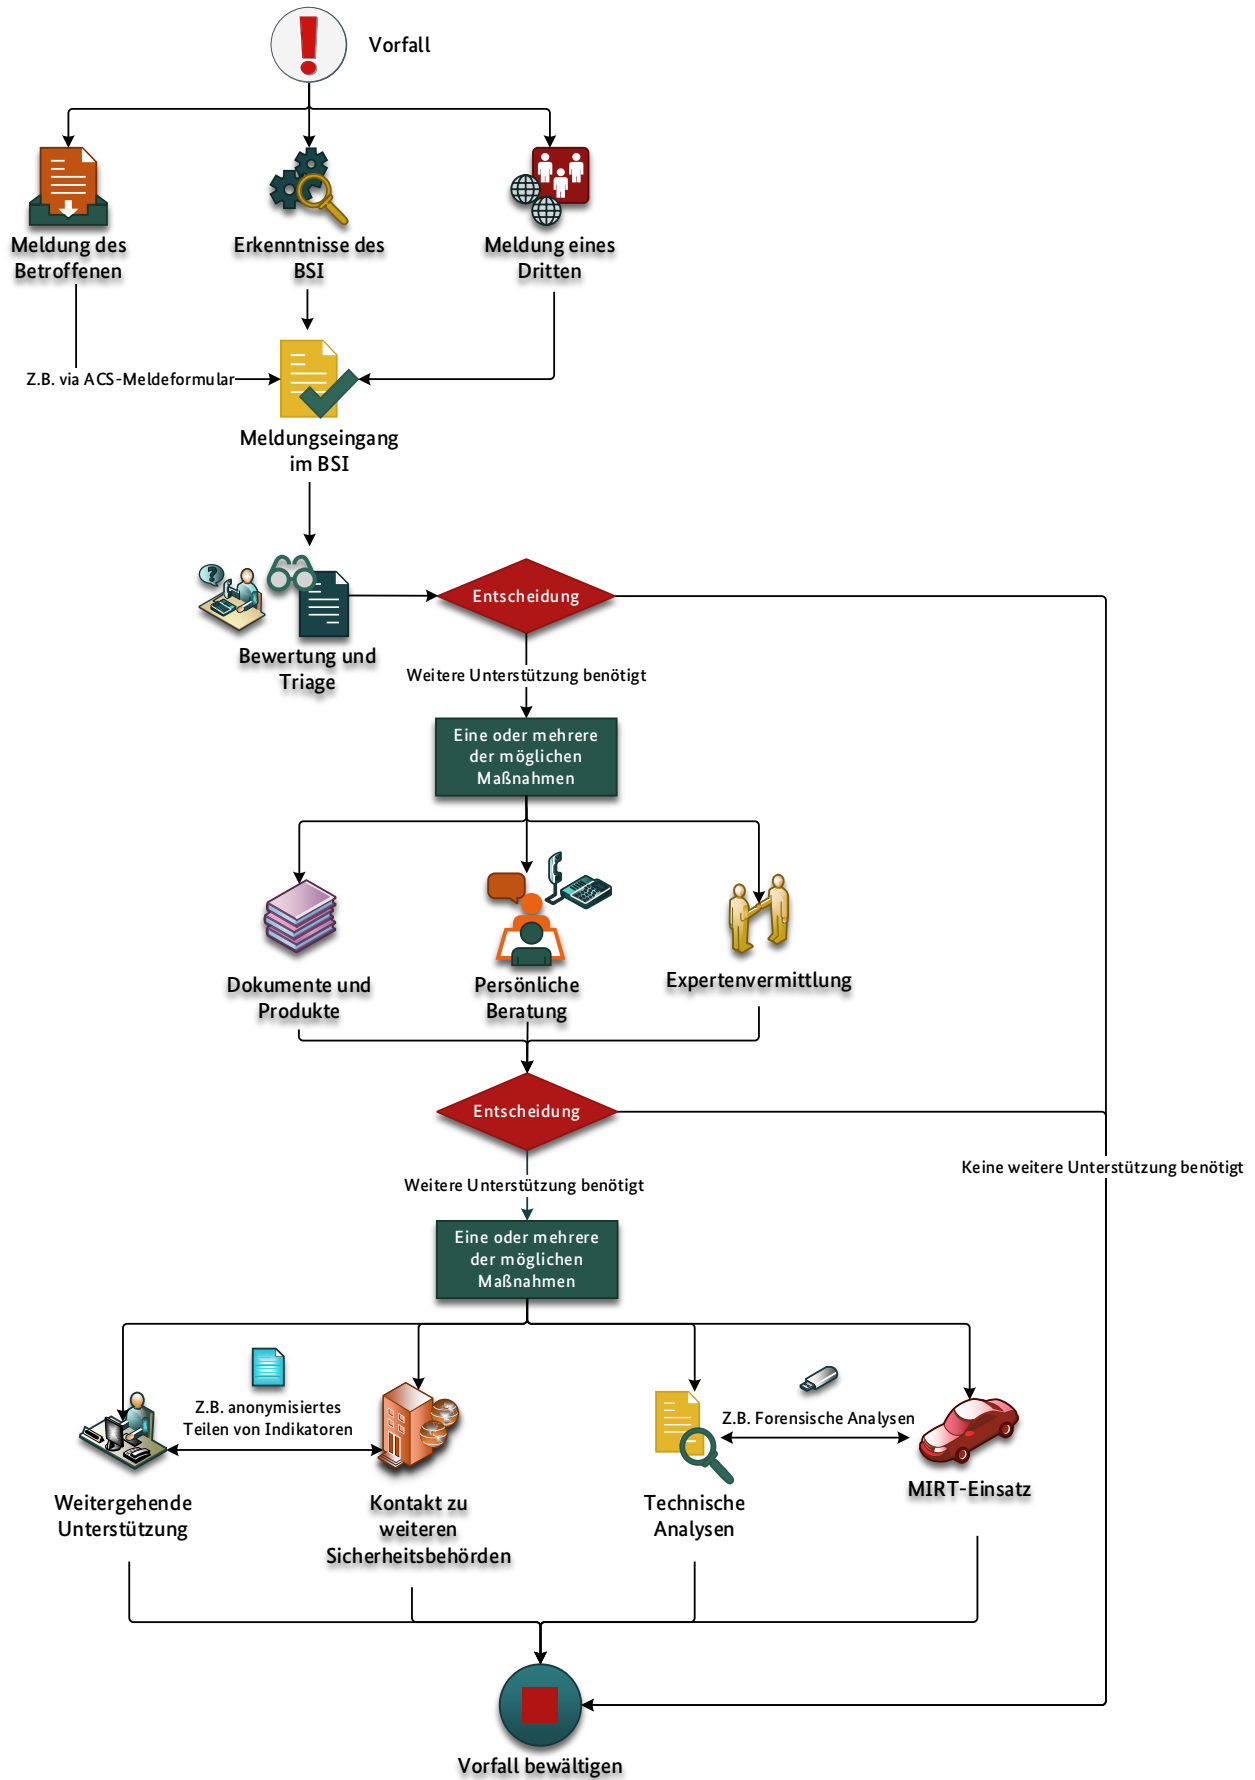 Vorfall
Meldung des
Betroffenen
Erkenntnisse des
BSI
Meldung eines
Dritten
Z.B. via ACS-Meldeformular
Meldungseingang
im BSI
Bewertung und
Triage
?
Entscheidung
Weitere Unterstützung benötigt
Eine oder mehrere
der möglichen
Maßnahmen
Dokumente und
Produkte
Persönliche
Beratung
Expertenvermittlung
Entscheidung
Keine weitere Unterstützung benötigt
Weitere Unterstützung benötigt
Eine oder mehrere
der möglichen
Maßnahmen
Z.B. anonymisiertes
Teilen von Indikatoren
Z.B. Forensische Analysen
Weitergehende
Unterstützung
Kontakt zu
weiteren
Sicherheitsbehörden
Technische
Analysen
MIRT-Einsatz
Vorfall bewältigen